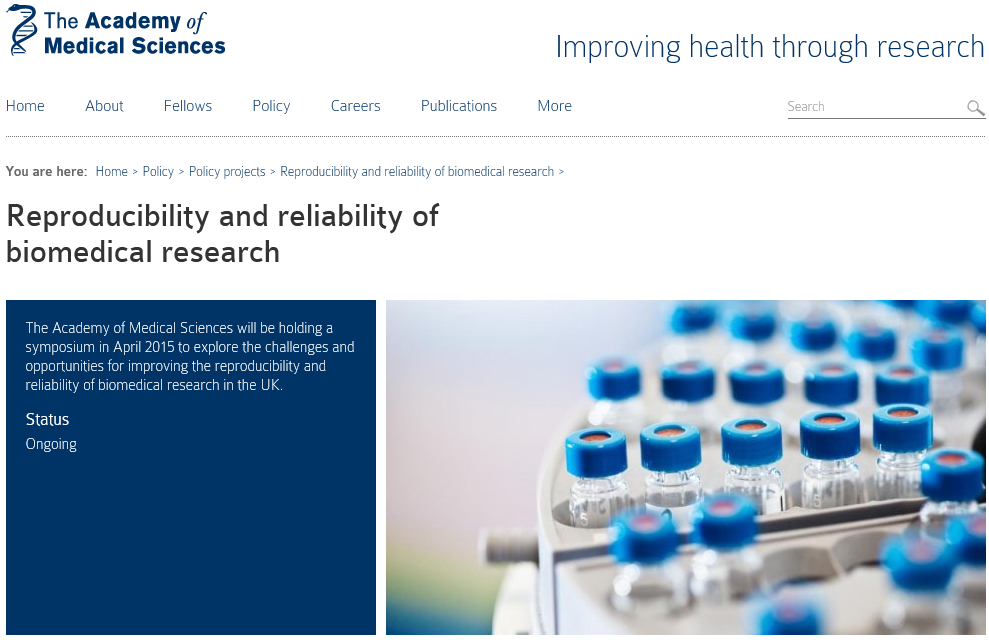 The Academy of
Medical Sciences
Improving health through research
Home About Fellows Policy Careers Publications More
Search
You are here: Home > Policy > Policy projects > Reproducibility and reliability of biomedical research >
Reproducibility and reliability of
biomedical research
The Academy of Medical Sciences will be holding a
symposium in April 2015 to explore the challenges and
opportunities for improving the reproducibility and
reliability of biomedical research in the UK.
Status
Ongoing
5
5